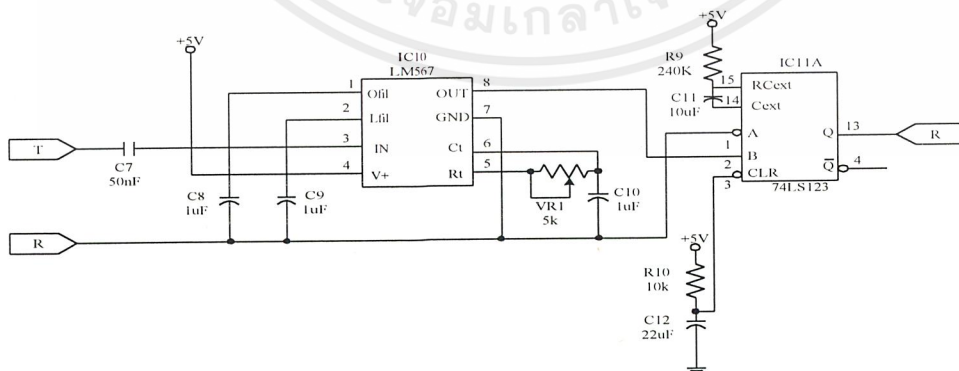 +5V
R9
240K
C11
10uF
IC11A
15
RCext
14
Cext
A
1
B
2
CLR
3
Q
13
Q
4
74LS123
R
+5V
IC10
LM567
1
Ofil
2
Lfil
3
IN
4
V+
OUT
8
GND
7
Ct
6
Rt
5
T
C7
50nF
C8
1uF
C9
1uF
VR1
5k
C10
1uF
R
+5V
R10
10k
C12
22uF